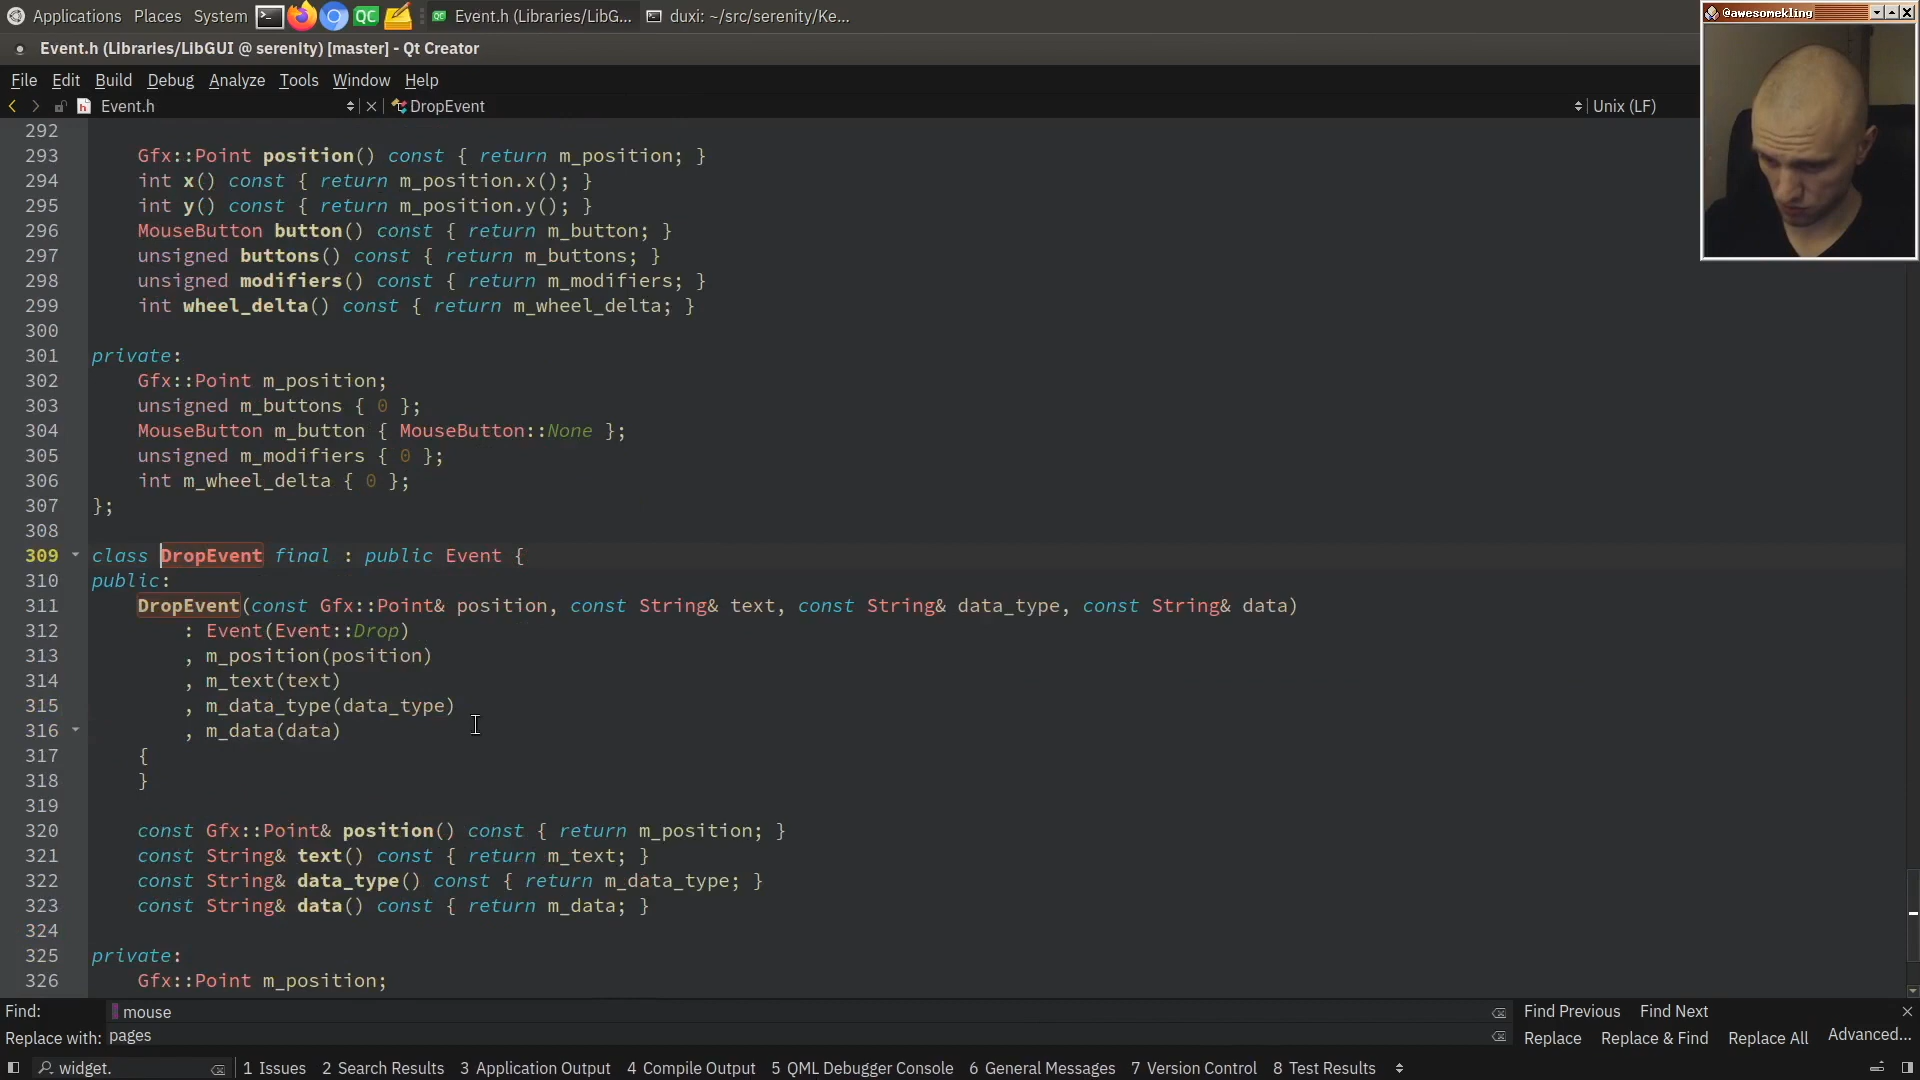 Applications Places System Event.h (Libraries/LibG... duxi: ~/src/serenity/Ke...
@awesomekling
Event.h (Libraries/LibGUI @ serenity) [master] - Qt Creator
File Edit Build Debug Analyze Tools Window Help
Event.h DropEvent Unix (LF)
292
293 Gfx::Point position() const { return m_position; }
294 int x() const { return m_position.x(); }
295 int y() const { return m_position.y(); }
296 MouseButton button() const { return m_button; }
297 unsigned buttons() const { return m_buttons; }
298 unsigned modifiers() const { return m_modifiers; }
299 int wheel_delta() const { return m_wheel_delta; }
300
301 private:
302 Gfx::Point m_position;
303 unsigned m_buttons { 0 };
304 MouseButton m_button { MouseButton::None };
305 unsigned m_modifiers { 0 };
306 int m_wheel_delta { 0 };
307 };
308
309 class DropEvent final : public Event {
310 public:
311 DropEvent(const Gfx::Point& position, const String& text, const String& data_type, const String& data)
312 : Event(Event::Drop)
313 , m_position(position)
314 , m_text(text)
315 , m_data_type(data_type)
316 , m_data(data)
317 {
318 }
319
320 const Gfx::Point& position() const { return m_position; }
321 const String& text() const { return m_text; }
322 const String& data_type() const { return m_data_type; }
323 const String& data() const { return m_data; }
324
325 private:
326 Gfx::Point m_position;
Find: mouse Find Previous Find Next
Replace with: pages Replace Replace & Find Replace All Advanced...
widget. 1 Issues 2 Search Results 3 Application Output 4 Compile Output 5 QML Debugger Console 6 General Messages 7 Version Control 8 Test Results